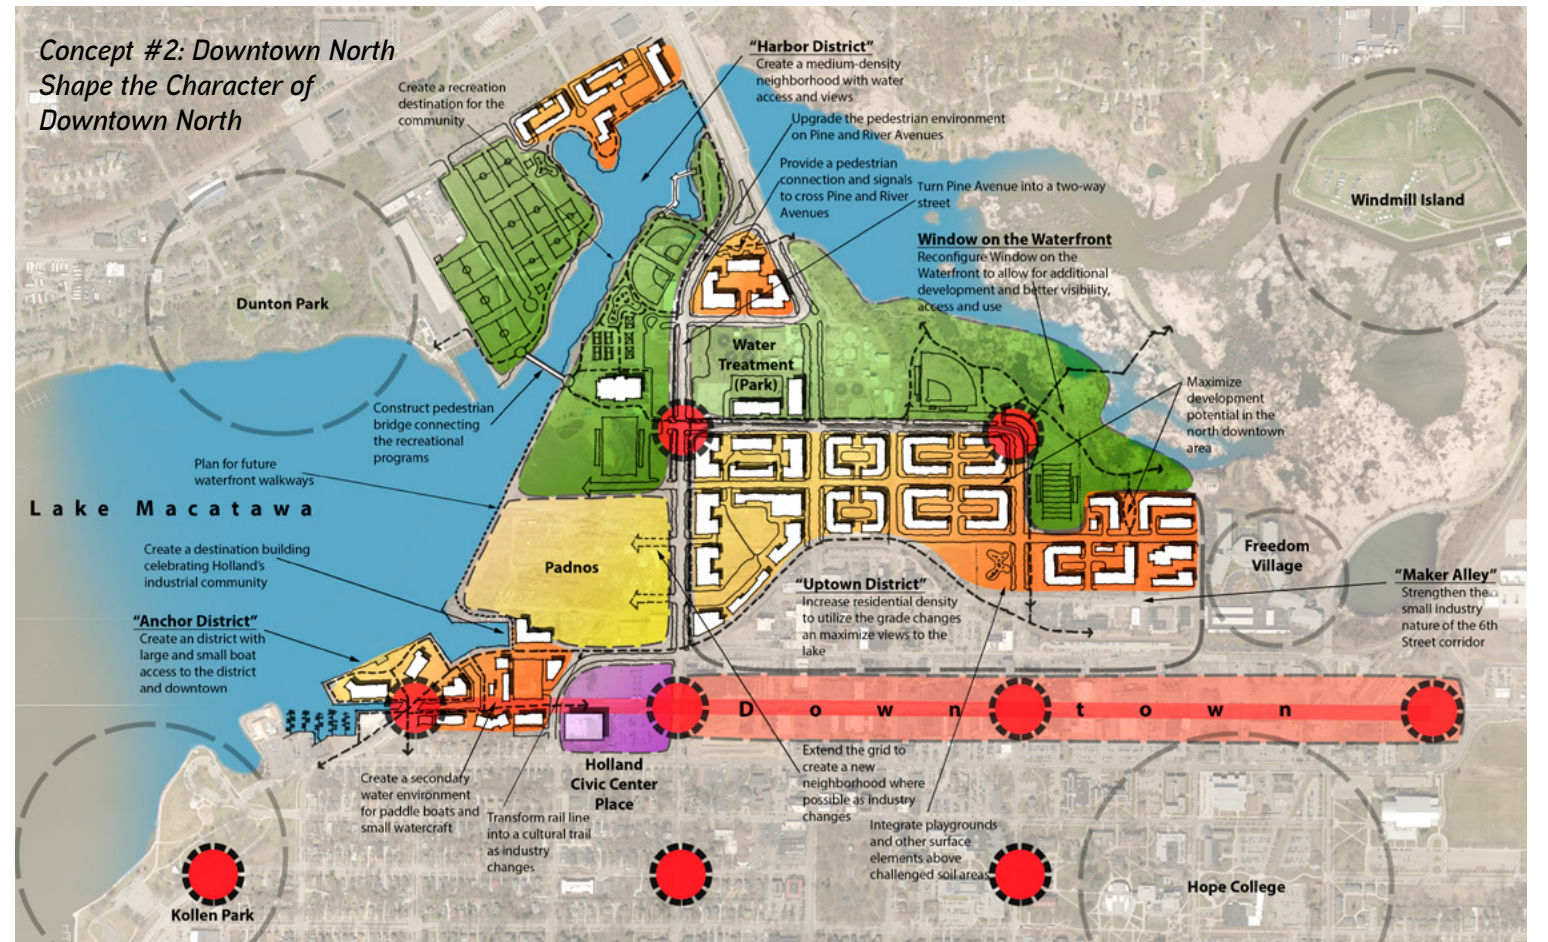 Concept #2: Downtown North
Shape the Character of
Downtown North
Create a recreation
destination for the
community
"Harbor District"
Create a medium-density
neighborhood with water
access and views
Upgrade the pedestrian environment
on Pine and River Avenues
Provide a pedestrian
connection and signals
to cross Pine and River
Avenues
Turn Pine Avenue into a two-way
street
Window on the Waterfront
Reconfigure Window on the
Waterfront to allow for additional
development and better visibility,
access and use
Windmill Island
Dunton Park
Water
Treatment
(Park)
Maximize
development
potential in the
north downtown
area
Construct pedestrian
bridge connecting
the recreational
programs
Plan for future
waterfront walkways
Lake Macatawa
Create a destination building
celebrating Holland's
industrial community
Padnos
"Anchor District"
Create an district with
large and small boat
access to the district
and downtown
"Uptown District"
Increase residential density
to utilize the grade changes
an maximize views to the
lake
Freedom
Village
"Maker Alley"
Strengthen the
small industry
nature of the 6th
Street corridor
Downtown
Holland
Civic Center
Place
Create a secondary
water environment
for paddle boats and
small watercraft
Transform rail line
into a cultural trail
as industry
changes
Extend the grid to
create a new
neighborhood where
possible as industry
changes
Integrate playgrounds
and other surface
elements above
challenged soil areas
Kollen Park
Hope College